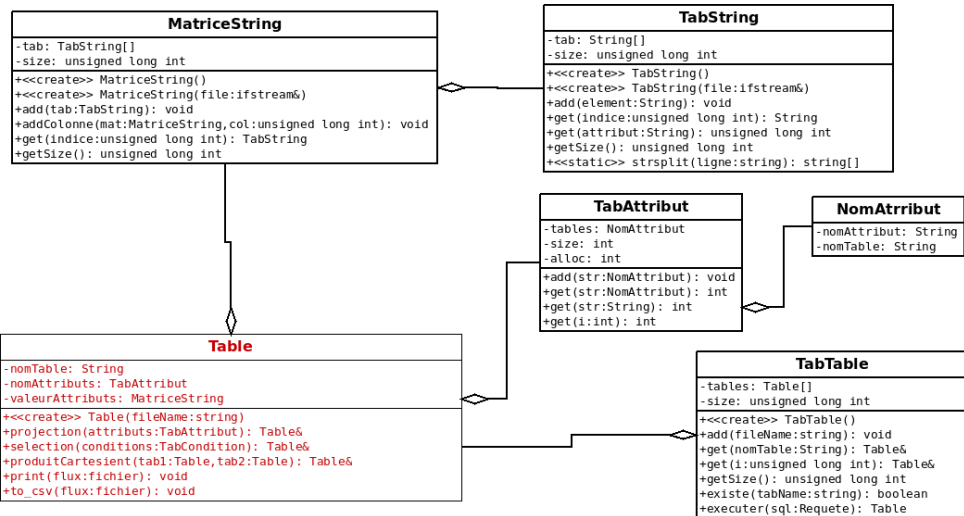 MatriceString
-tab: TabString[]
-size: unsigned long int
+<<create>> MatriceString()
+<<create>> MatriceString(file:ifstream&)
+add(tab:TabString): void
+addColonne(mat:MatriceString,col:unsigned long int): void
+get(indice:unsigned long int): TabString
+getSize(): unsigned long int
TabString
-tab: String[]
-size: unsigned long int
+<<create>> TabString()
+<<create>> TabString(file:ifstream&)
+add(element:String): void
+get(indice:unsigned long int): String
+get(attribut:String): unsigned long int
+getSize(): unsigned long int
+<<static>> strsplit(ligne:string): string[]
TabAttribut
-tables: NomAttribut
-size: int
-alloc: int
+add(str:NomAttribut): void
+get(str:NomAttribut): int
+get(str:String): int
+get(i:int): int
NomAtrribut
-nomAttribut: String
-nomTable: String
Table
-nomTable: String
-nomAttributs: TabAttribut
-valeurAttributs: MatriceString
+<<create>> Table(fileName:string)
+projection(attributs:TabAttribut): Table&
+selection(conditions:TabCondition): Table&
+produitCartesient(tab1:Table,tab2:Table): Table&
+print(flux:fichier): void
+to_csv(flux:fichier): void
TabTable
-tables: Table[]
-size: unsigned long int
+<<create>> TabTable()
+add(fileName:string): void
+get(nomTable:String): Table&
+get(i:unsigned long int): Table&
+getSize(): unsigned long int
+existe(tabName:string): boolean
+executer(sql:Requete): Table